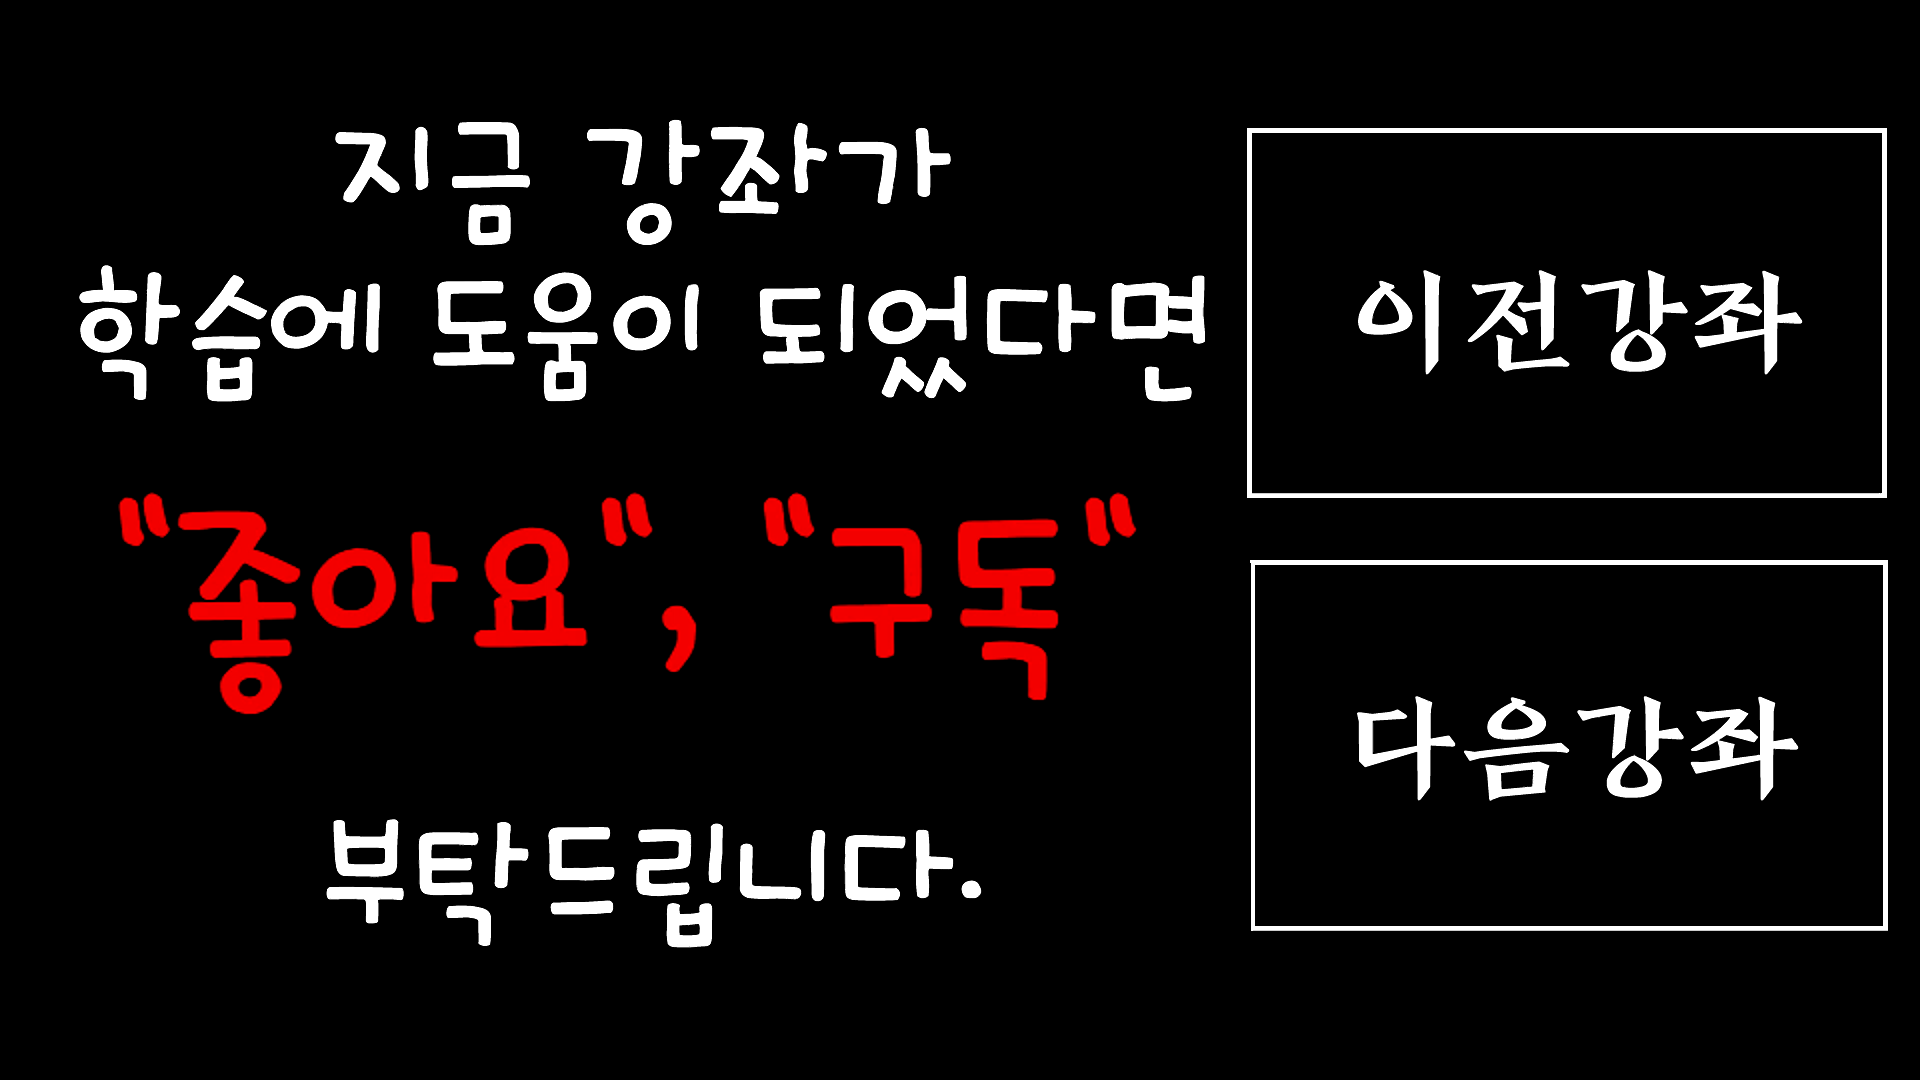 지금 강좌가
학습에 도움이 되었다면
"좋아요", "구독"
부탁드립니다.
이전강좌
다음강좌